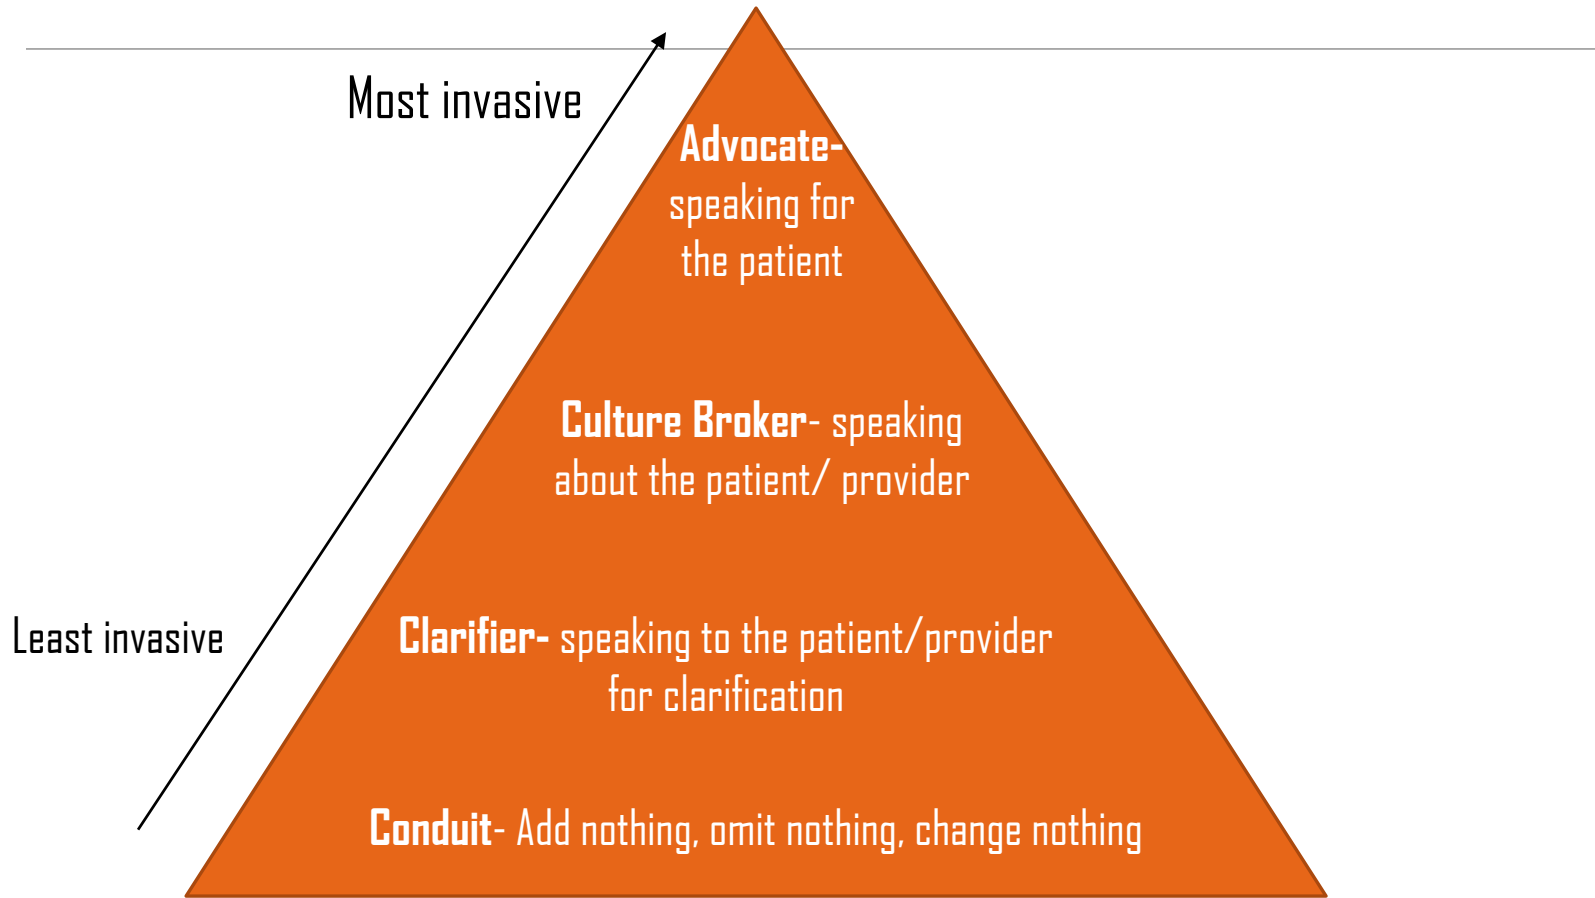 Most invasive
Advocate-
speaking for
the patient
Culture Broker- speaking
about the patient/ provider
Least invasive
Clarifier- speaking to the patient/provider
for clarification
Conduit- Add nothing, omit nothing, change nothing